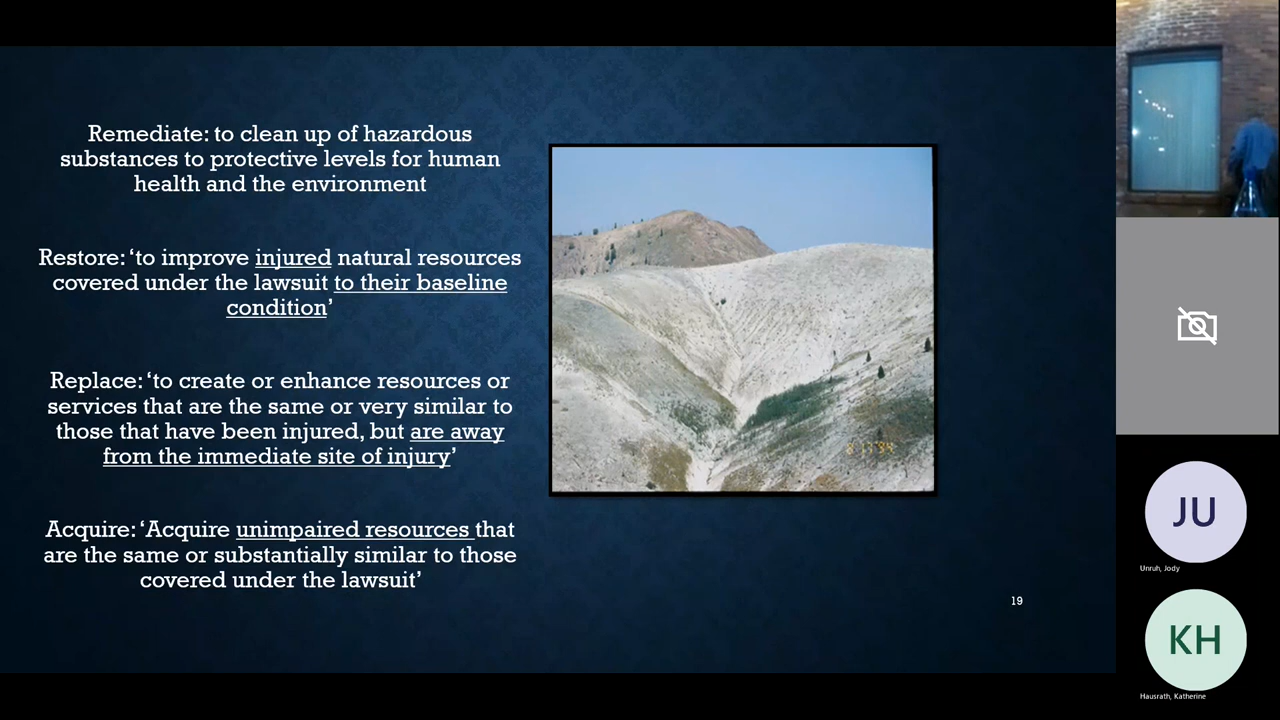 Remediate: to clean up of hazardous
substances to protective levels for human
health and the environment
Restore: ‘to improve injured natural resources
covered under the lawsuit to their baseline
condition’
Replace: ‘to create or enhance resources or
services that are the same or very similar to
those that have been injured, but are away
from the immediate site of injury’
Acquire: ‘Acquire unimpaired resources that
are the same or substantially similar to those
covered under the lawsuit’
19
JU
Unruh, Jody
KH
Hausrath, Katherine